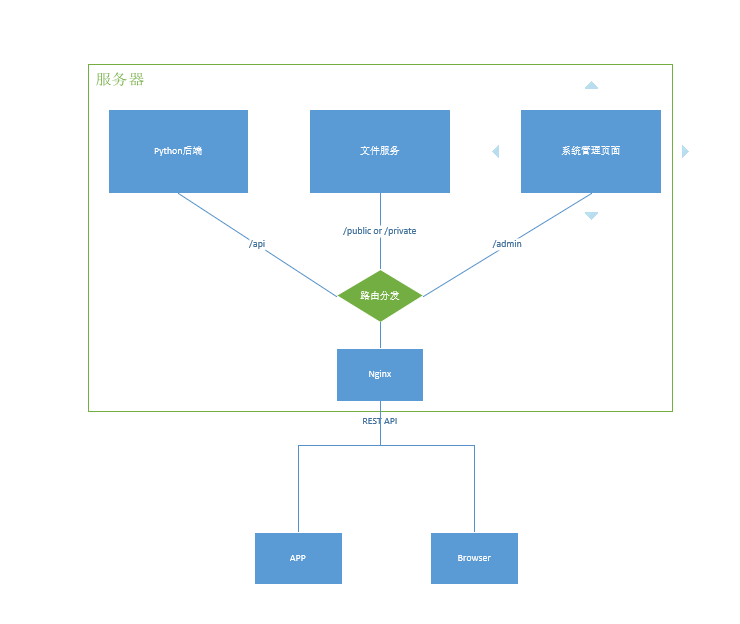 服务器
Python后端
文件服务
系统管理页面
/api
/public or /private
/admin
路由分发
Nginx
REST API
APP
Browser